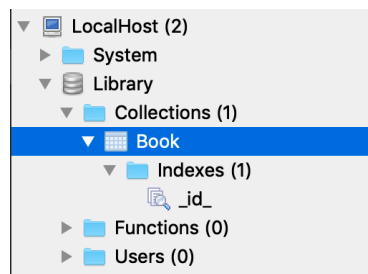 LocalHost (2)
System
Library
Collections (1)
Book
Indexes (1)
_id_
Functions (0)
Users (0)